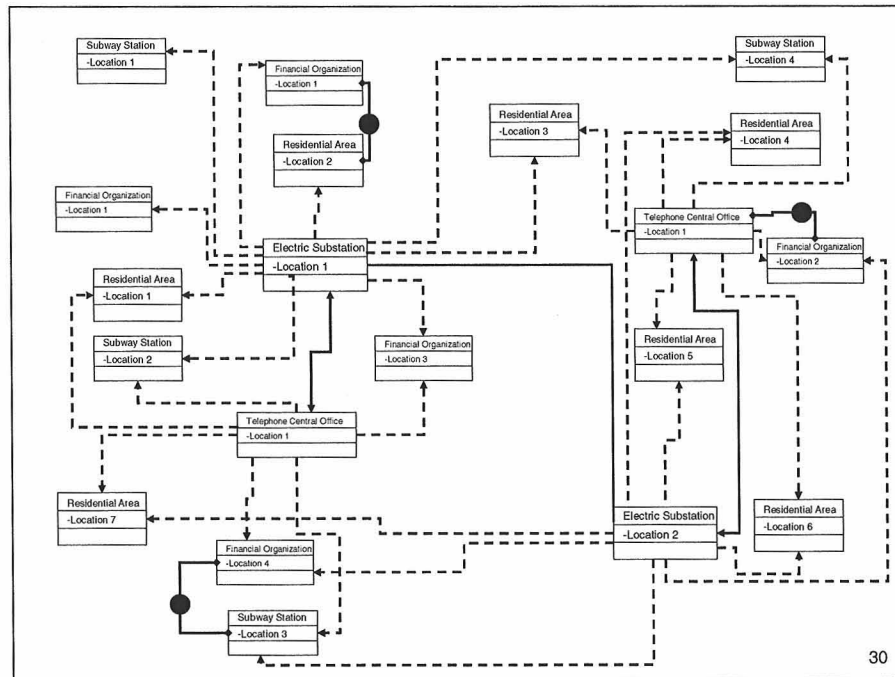 Subway Station
-Location 1
Financial Organization
-Location 1
Subway Station
-Location 4
Residential Area
-Location 3
Residential Area
-Location 4
Residential Area
-Location 2
Financial Organization
-Location 1
Telephone Central Office
-Location 1
Electric Substation
-Location 1
Financial Organization
-Location 2
Residential Area
-Location 1
Subway Station
-Location 2
Financial Organization
-Location 3
Residential Area
-Location 5
Telephone Central Office
-Location 1
Residential Area
-Location 7
Electric Substation
-Location 2
Residential Area
-Location 6
Financial Organization
-Location 4
Subway Station
-Location 3
30